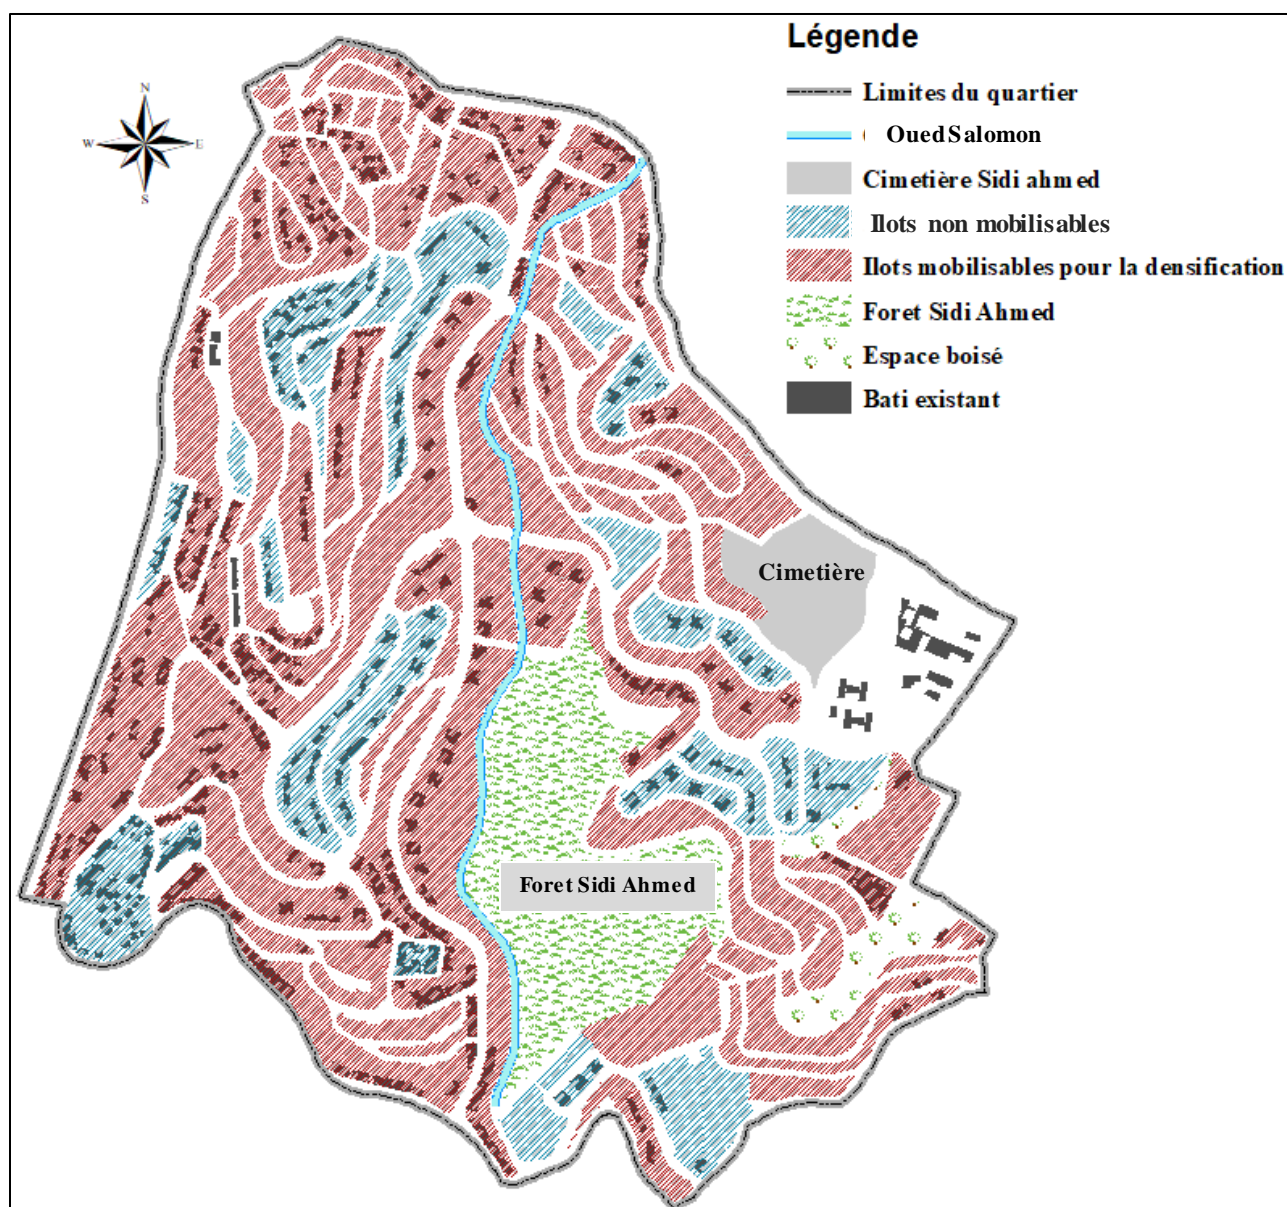 Légende
Limites du quartier
Oued Salomon
Cimetière Sidi ahmed
Ilots non mobilisables
Ilots mobilisables pour la densification
Foret Sidi Ahmed
Espace boisé
Bati existant
N
W
E
S
Cimetière
Foret Sidi Ahmed